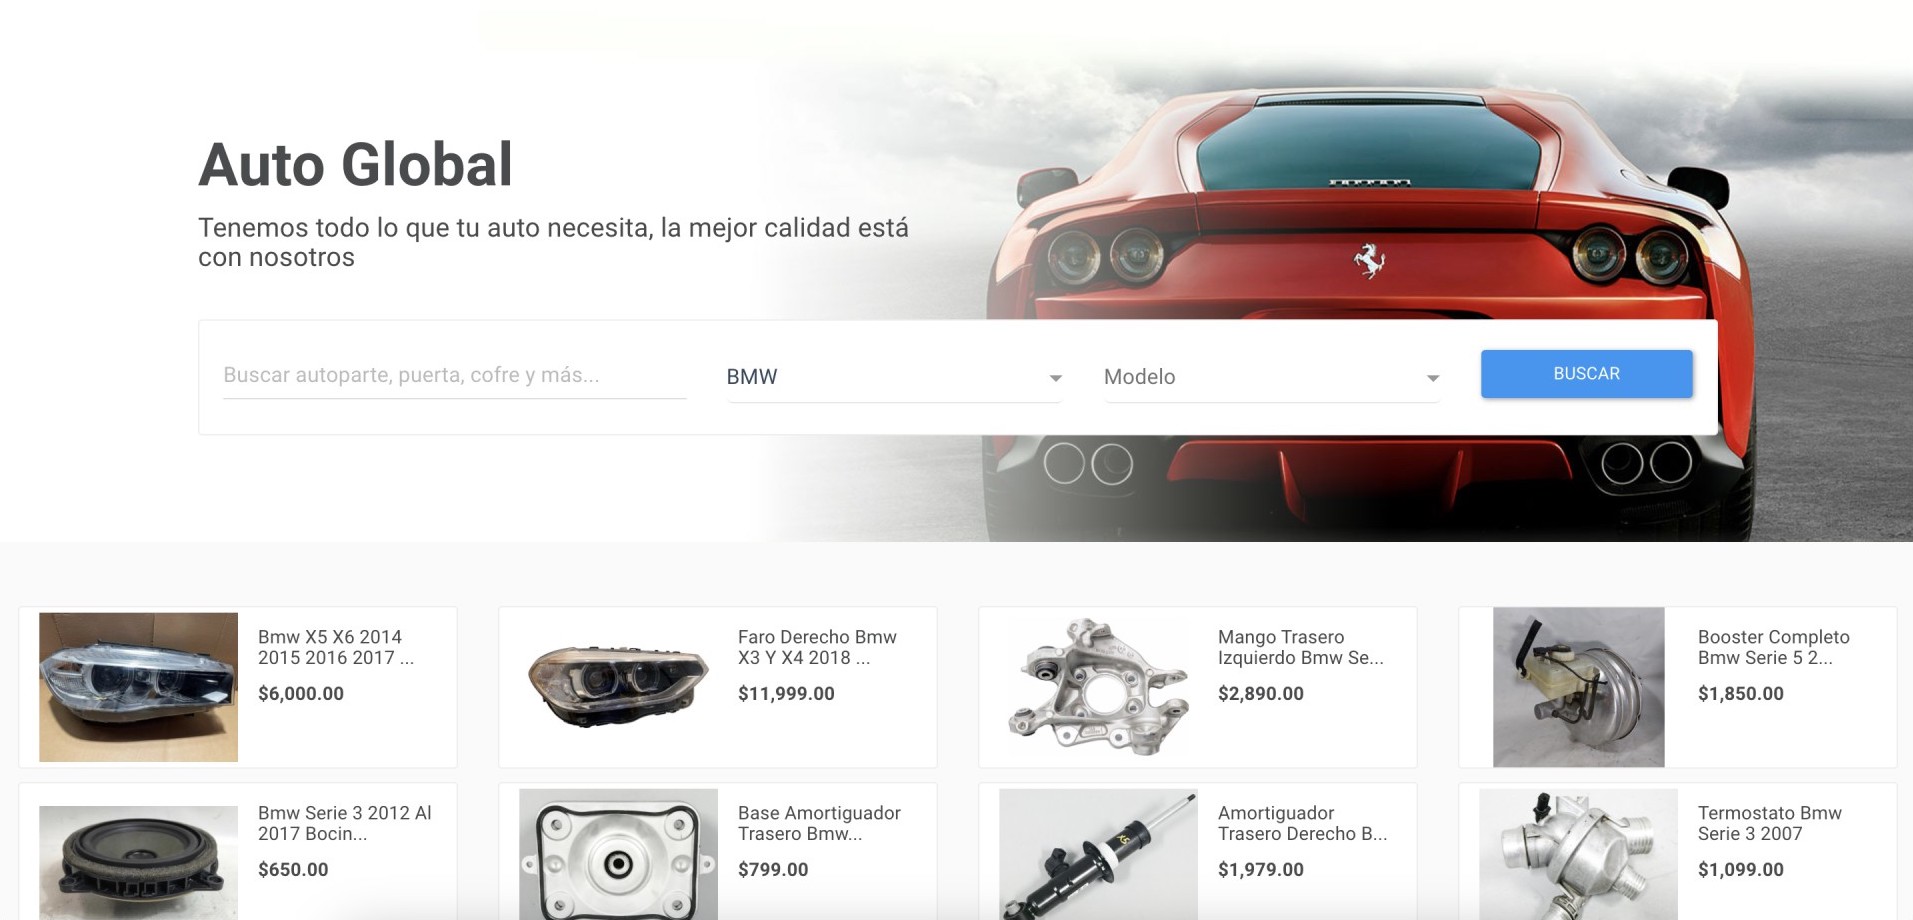 Auto Global
Tenemos todo lo que tu auto necesita, la mejor calidad está
con nosotros
Buscar autoparte, puerta, cofre y más...
BMW
Modelo
BUSCAR
Bmw X5 X6 2014
2015 2016 2017 ...
$6,000.00
Faro Derecho Bmw
X3 Y X4 2018 ...
$11,999.00
Mango Trasero
Izquierdo Bmw Se...
$2,890.00
Booster Completo
Bmw Serie 5 2...
$1,850.00
Bmw Serie 3 2012 Al
2017 Bocin...
$650.00
Base Amortiguador
Trasero Bmw...
$799.00
Amortiguador
Trasero Derecho B...
$1,979.00
X5
Termostato Bmw
Serie 3 2007
$1,099.00